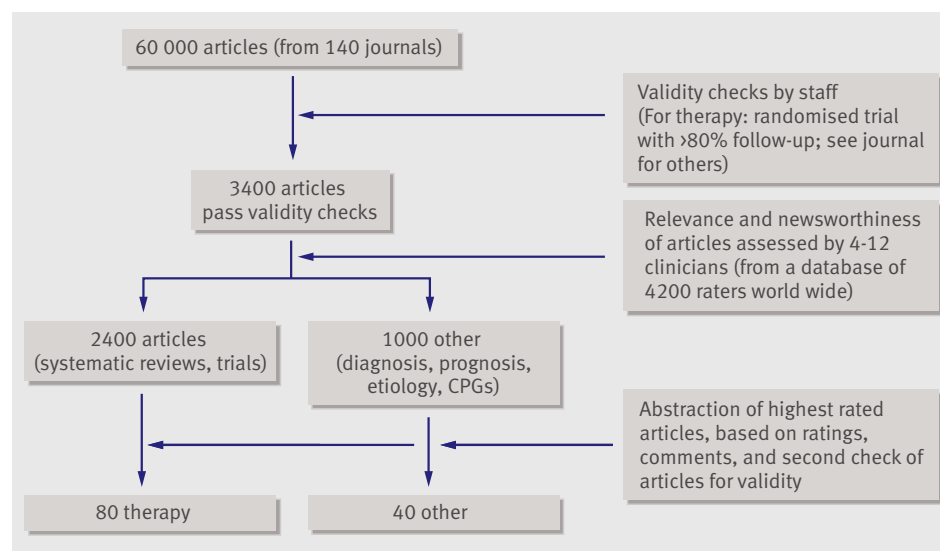 60 000 articles (from 140 journals)
Validity checks by staff
(For therapy: randomised trial
with >80% follow-up; see journal
for others)
3400 articles
pass validity checks
Relevance and newsworthiness
of articles assessed by 4-12
clinicians (from a database of
4200 raters world wide)
2400 articles
(systematic reviews, trials)
1000 other
(diagnosis, prognosis,
etiology, CPGs)
Abstraction of highest rated
articles, based on ratings,
comments, and second check of
articles for validity
80 therapy
40 other